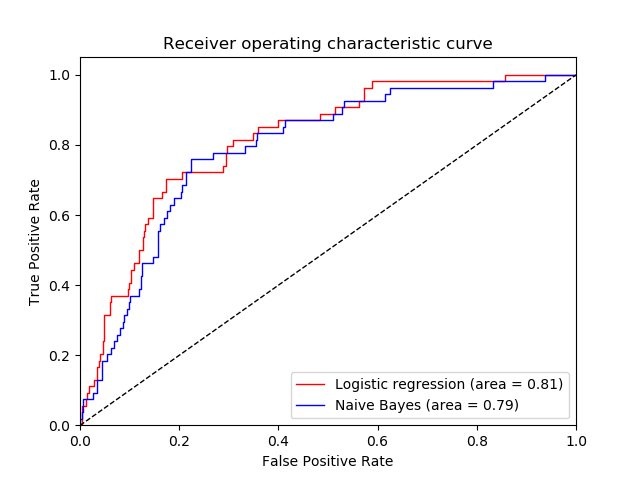 Receiver operating characteristic curve
1.0
0.8
0.6
0.4
0.2
0.0
True Positive Rate
Logistic regression (area = 0.81)
Naive Bayes (area = 0.79)
0.0 0.2 0.4 0.6 0.8 1.0
False Positive Rate